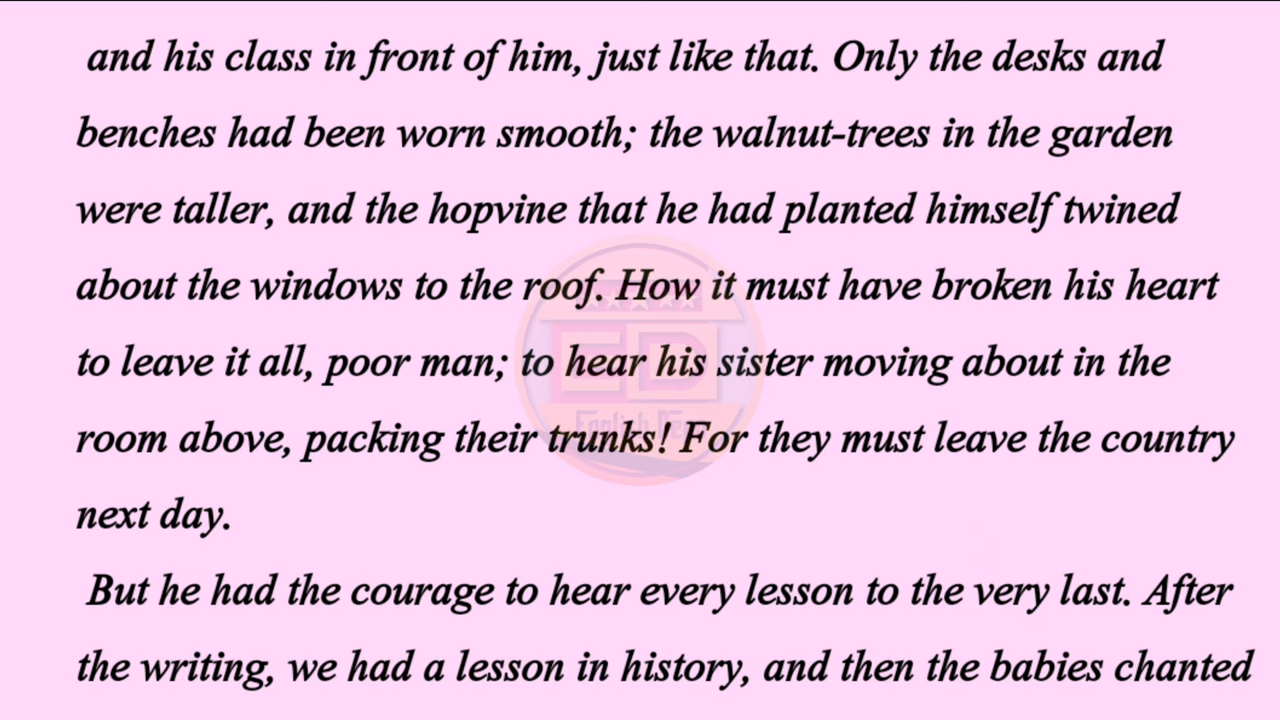 and his class in front of him, just like that. Only the desks and
benches had been worn smooth; the walnut-trees in the garden
were taller, and the hopvine that he had planted himself twined
about the windows to the roof. How it must have broken his heart
to leave it all, poor man; to hear his sister moving about in the
room above, packing their trunks! For they must leave the country
next day.
But he had the courage to hear every lesson to the very last. After
the writing, we had a lesson in history, and then the babies chanted
ED
English